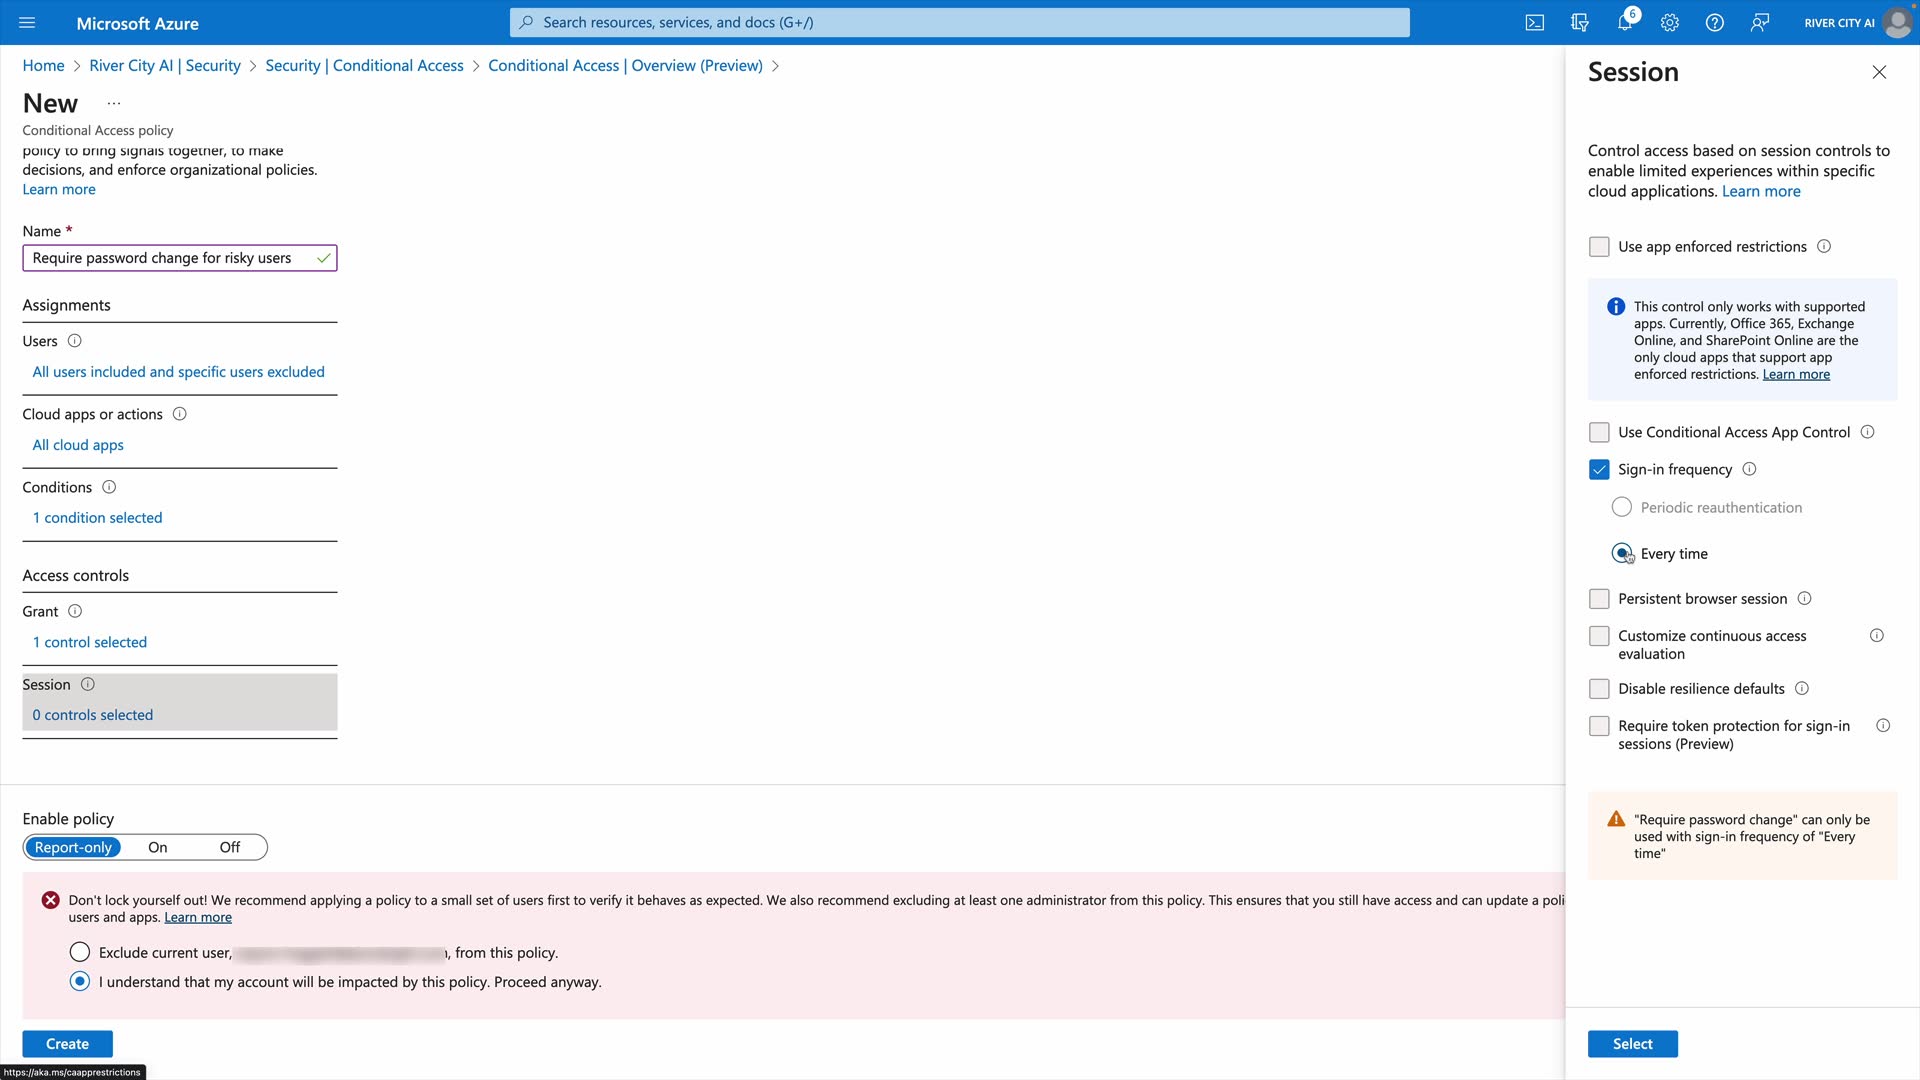 Microsoft Azure
Search resources, services, and docs (G+/)
6
RIVER CITY AI
Home > River City AI | Security > Security | Conditional Access > Conditional Access | Overview (Preview) >
New ...
Conditional Access policy
policy to bring signals together, to make
decisions, and enforce organizational policies.
Learn more
Name *
Require password change for risky users
Assignments
Users
All users included and specific users excluded
Cloud apps or actions
All cloud apps
Conditions
1 condition selected
Access controls
Grant
1 control selected
Session
0 controls selected
Enable policy
Report-only On Off
Don't lock yourself out! We recommend applying a policy to a small set of users first to verify it behaves as expected. We also recommend excluding at least one administrator from this policy. This ensures that you still have access and can update a poli
users and apps. Learn more
Exclude current user, , from this policy.
I understand that my account will be impacted by this policy. Proceed anyway.
Create
https://aka.ms/caapprestrictions
Session
Control access based on session controls to
enable limited experiences within specific
cloud applications. Learn more
Use app enforced restrictions
This control only works with supported
apps. Currently, Office 365, Exchange
Online, and SharePoint Online are the
only cloud apps that support app
enforced restrictions. Learn more
Use Conditional Access App Control
Sign-in frequency
Periodic reauthentication
Every time
Persistent browser session
Customize continuous access
evaluation
Disable resilience defaults
Require token protection for sign-in
sessions (Preview)
"Require password change" can only be
used with sign-in frequency of "Every
time"
Select